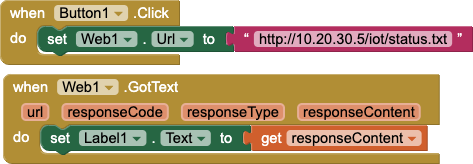 when Button1 .Click
do set Web1 . Url to " http://10.20.30.5/iot/status.txt "
when Web1 .GotText
url responseCode responseType responseContent
do set Label1 . Text to get responseContent